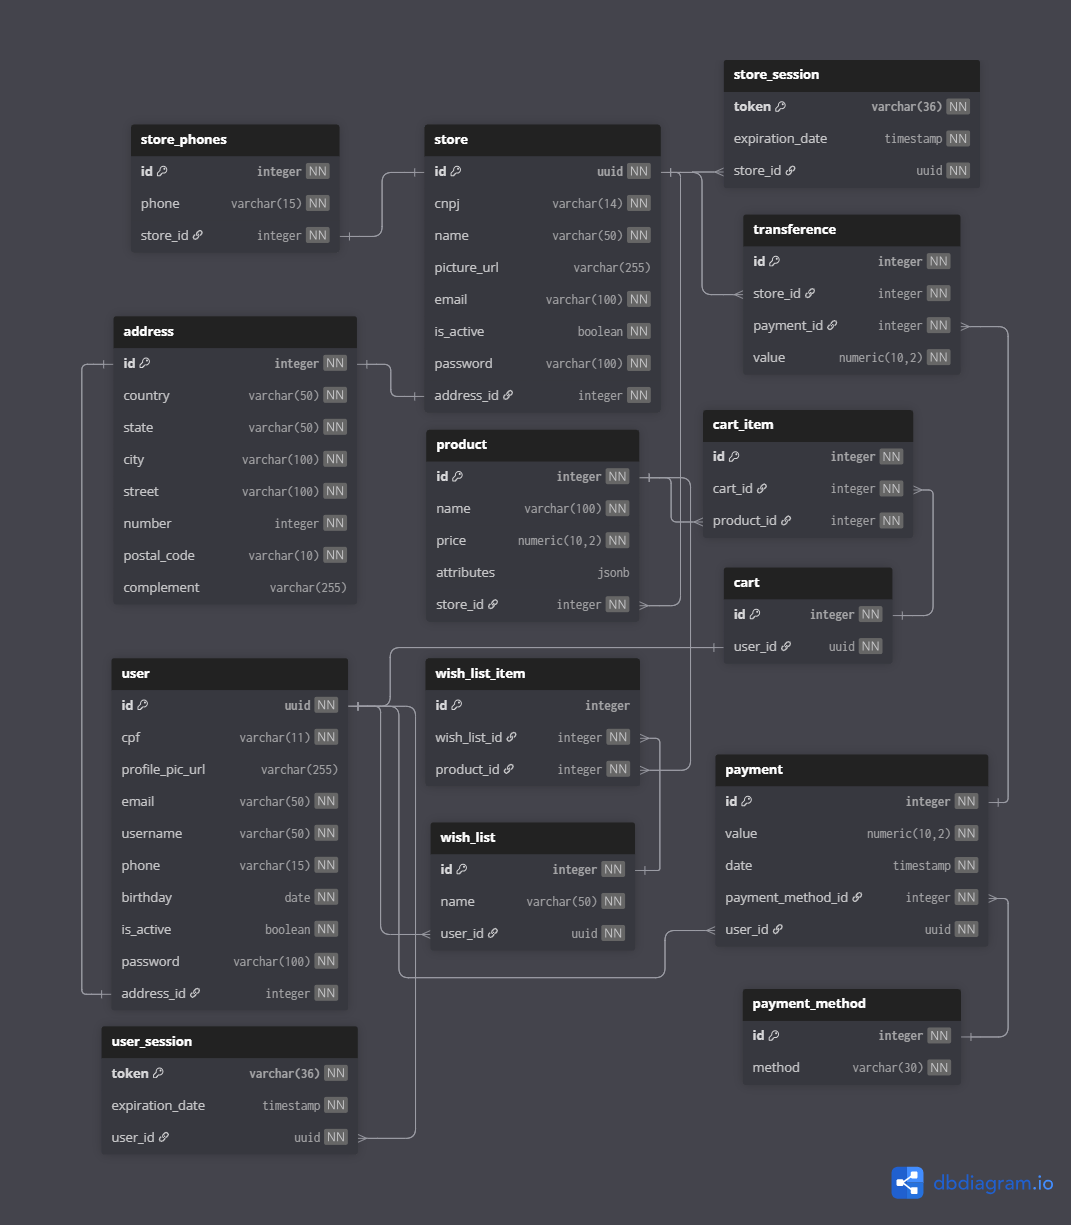 store_session
token varchar(36) NN
expiration_date timestamp NN
store_id uuid NN
store_phones
id integer NN
phone varchar(15) NN
store_id integer NN
store
id uuid NN
cnpj varchar(14) NN
name varchar(50) NN
picture_url varchar(255)
email varchar(100) NN
is_active boolean NN
password varchar(100) NN
address_id integer NN
transference
id integer NN
store_id integer NN
payment_id integer NN
value numeric(10,2) NN
address
id integer NN
country varchar(50) NN
state varchar(50) NN
city varchar(100) NN
street varchar(100) NN
number integer NN
postal_code varchar(10) NN
complement varchar(255)
cart_item
id integer NN
cart_id integer NN
product_id integer NN
product
id integer NN
name varchar(100) NN
price numeric(10,2) NN
attributes jsonb
store_id integer NN
cart
id integer NN
user_id uuid NN
user
id uuid NN
cpf varchar(11) NN
profile_pic_url varchar(255)
email varchar(50) NN
username varchar(50) NN
phone varchar(15) NN
birthday date NN
is_active boolean NN
password varchar(100) NN
address_id integer NN
wish_list_item
id integer
wish_list_id integer NN
product_id integer NN
payment
id integer NN
value numeric(10,2) NN
date timestamp NN
payment_method_id integer NN
user_id uuid NN
wish_list
id integer NN
name varchar(50) NN
user_id uuid NN
payment_method
id integer NN
method varchar(30) NN
user_session
token varchar(36) NN
expiration_date timestamp NN
user_id uuid NN
dbdiagram.io